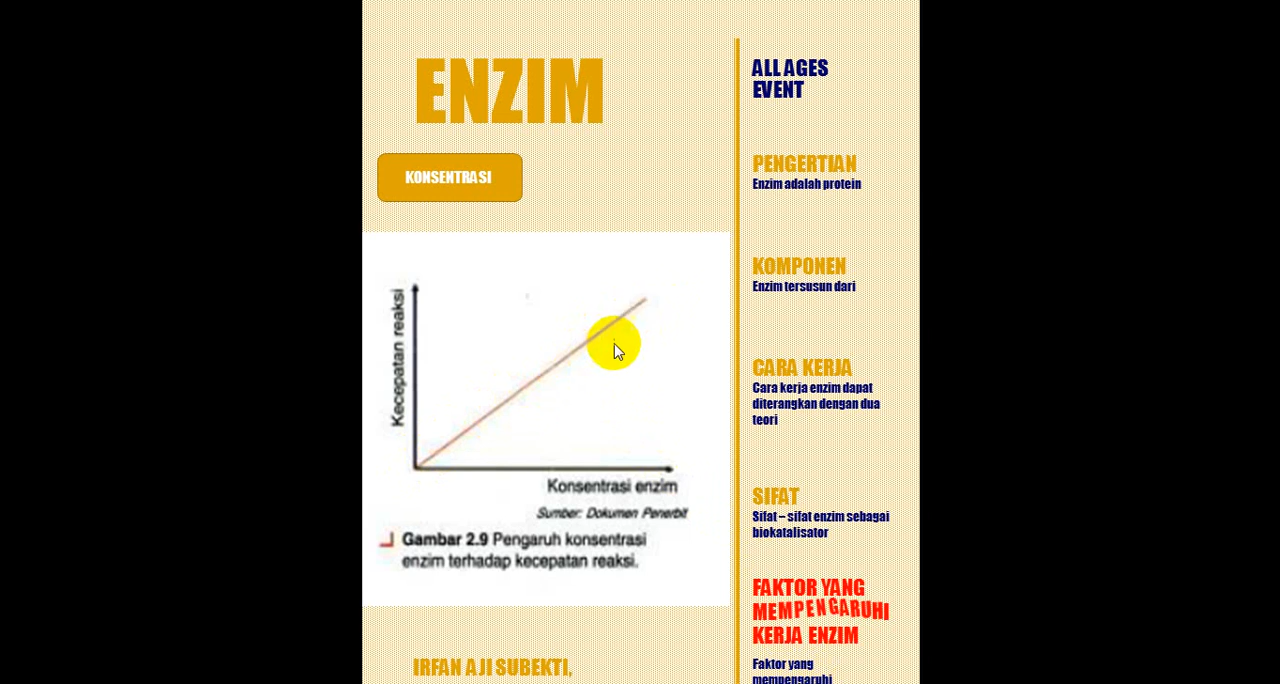 ENZIM
KONSENTRASI
Kecepatan reaksi
Konsentrasi enzim
Sumber: Dokumen Penerbit
Gambar 2.9 Pengaruh konsentrasi
enzim terhadap kecepatan reaksi.
IRFAN AJI SUBEKTI,
ALL AGES
EVENT
PENGERTIAN
Enzim adalah protein
KOMPONEN
Enzim tersusun dari
CARA KERJA
Cara kerja enzim dapat
diterangkan dengan dua
teori
SIFAT
Sifat – sifat enzim sebagai
biokatalisator
FAKTOR YANG
MEMPENGARUHI
KERJA ENZIM
Faktor yang
mempengaruhi